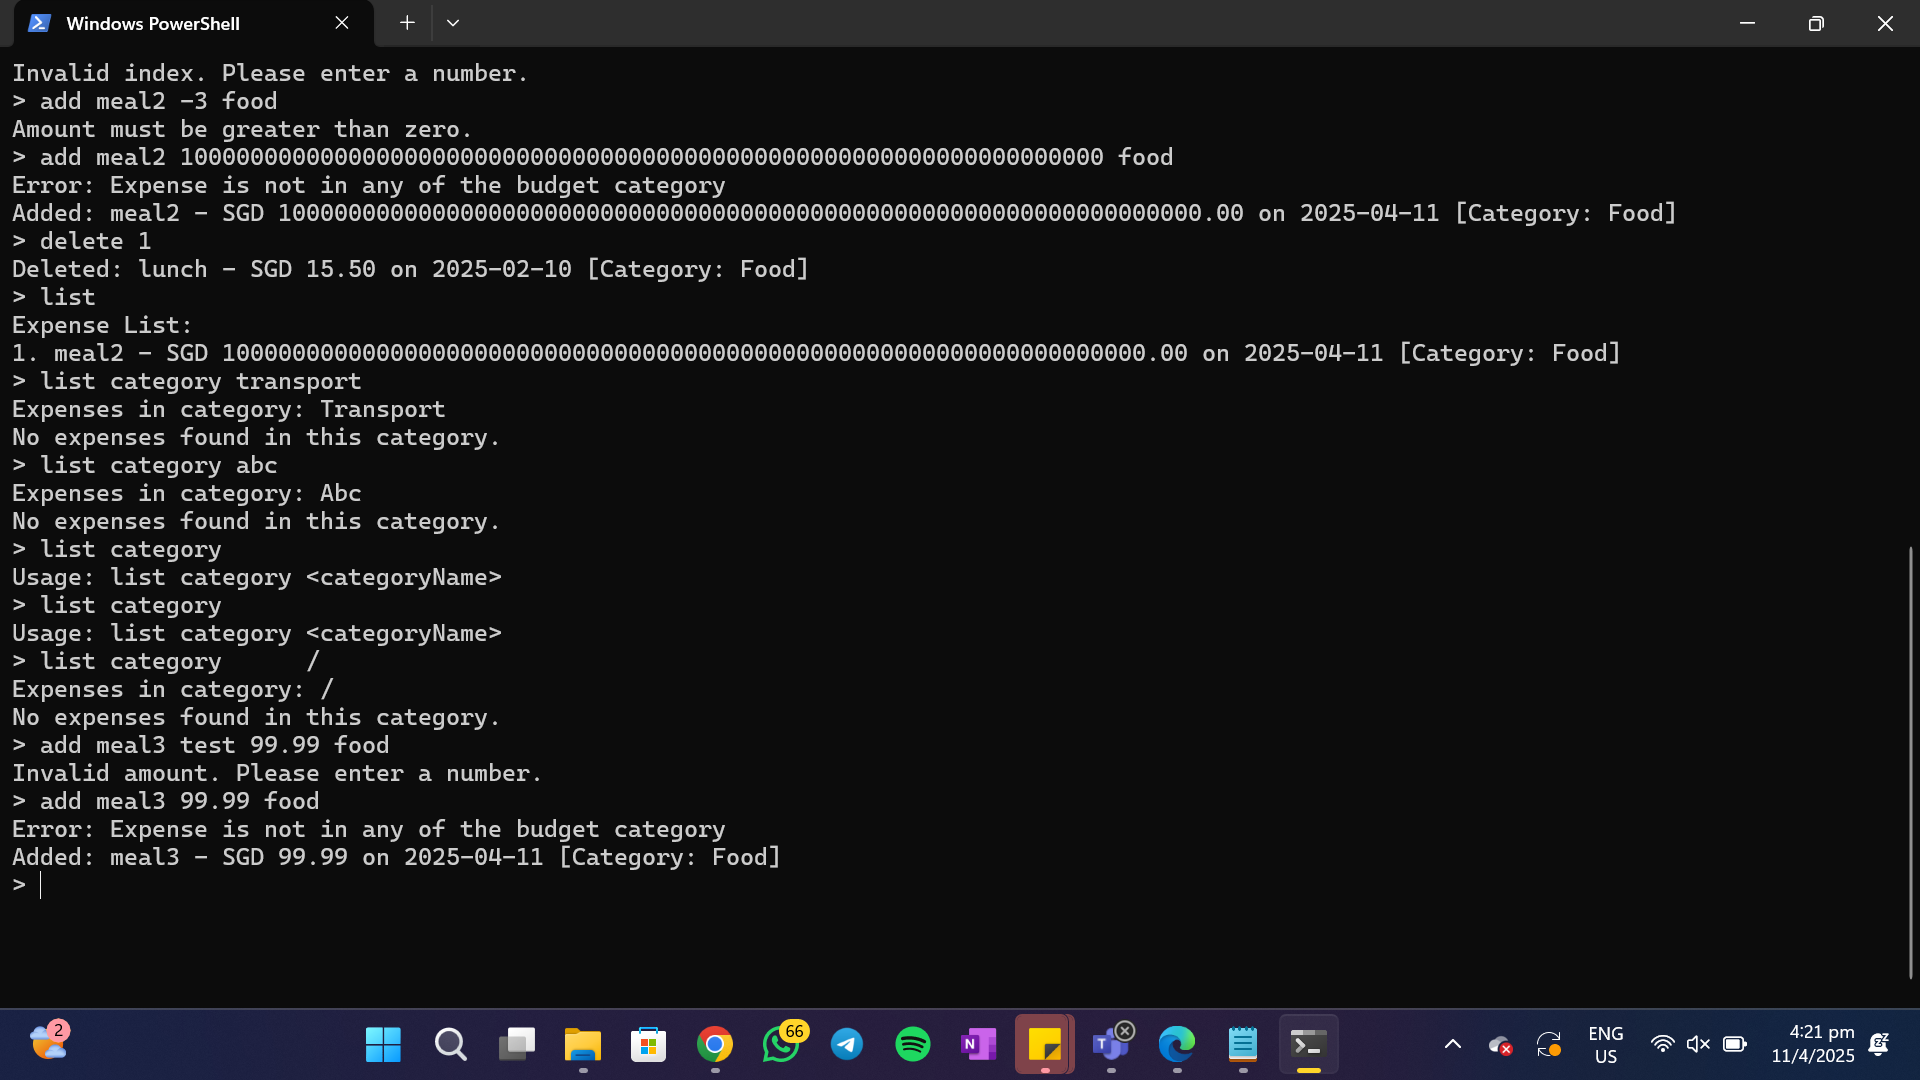 Windows PowerShell
Invalid index. Please enter a number.
> add meal2 -3 food
Amount must be greater than zero.
> add meal2 100000000000000000000000000000000000000000000000000000000000000000 food
Error: Expense is not in any of the budget category
Added: meal2 - SGD 100000000000000000000000000000000000000000000000000000000000000000.00 on 2025-04-11 [Category: Food]
> delete 1
Deleted: lunch - SGD 15.50 on 2025-02-10 [Category: Food]
> list
Expense List:
1. meal2 - SGD 100000000000000000000000000000000000000000000000000000000000000000.00 on 2025-04-11 [Category: Food]
> list category transport
Expenses in category: Transport
No expenses found in this category.
> list category abc
Expenses in category: Abc
No expenses found in this category.
> list category
Usage: list category <categoryName>
> list category
Usage: list category <categoryName>
> list category      /
Expenses in category: /
No expenses found in this category.
> add meal3 test 99.99 food
Invalid amount. Please enter a number.
> add meal3 99.99 food
Error: Expense is not in any of the budget category
Added: meal3 - SGD 99.99 on 2025-04-11 [Category: Food]
>
2
66
ENG
US
4:21 pm
11/4/2025